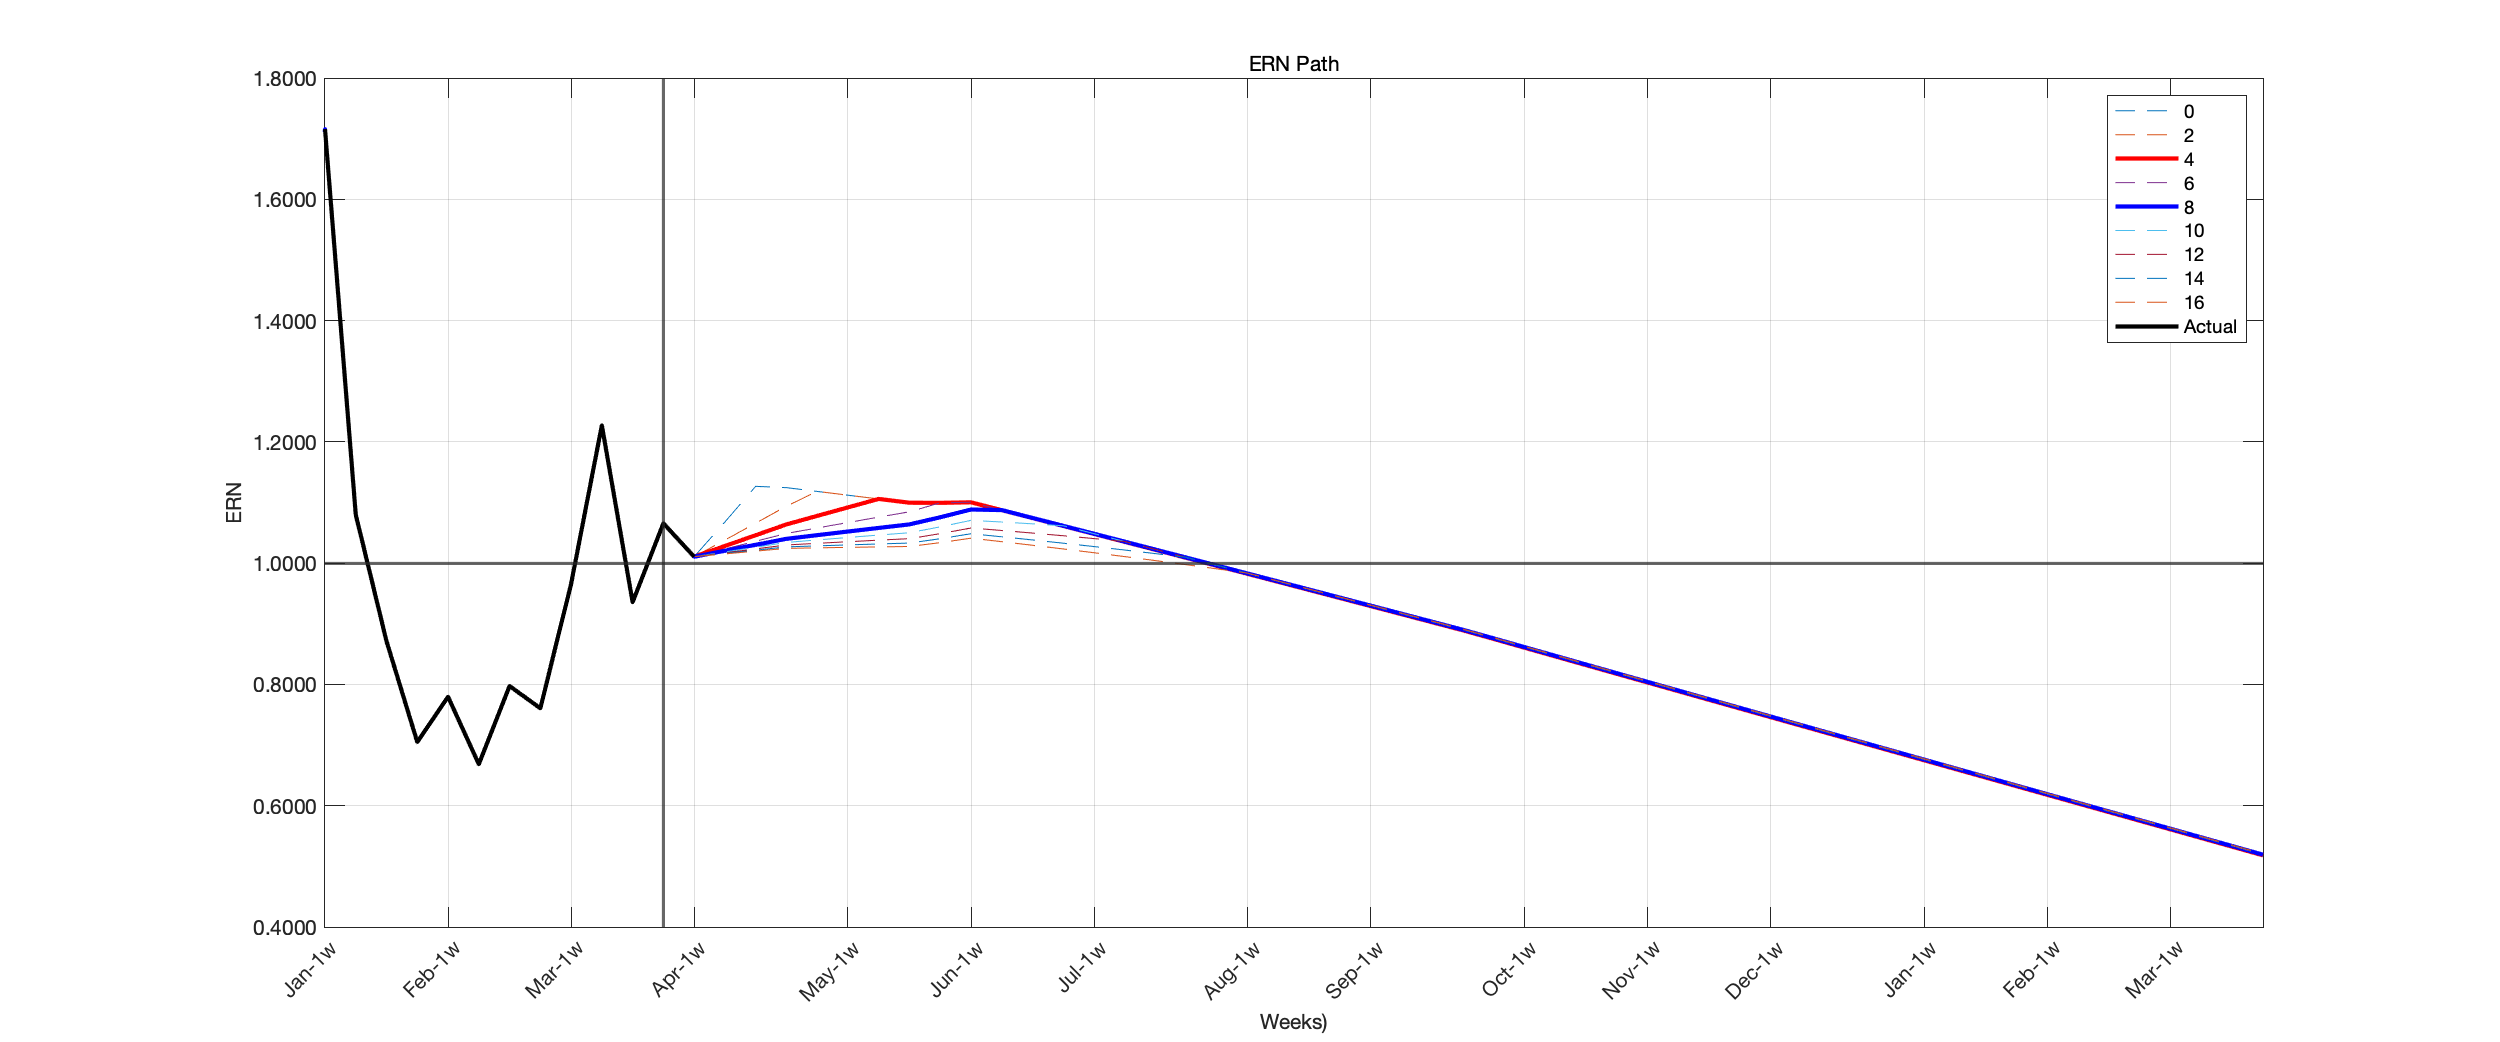 ERN Path
1.8000
1.6000
1.4000
1.2000
1.0000
0.8000
0.6000
0.4000
ERN
0
2
4
6
8
10
12
14
16
Actual
Jan-1w
Feb-1w
Mar-1w
Apr-1w
May-1w
Jun-1w
Jul-1w
Aug-1w
Sep-1w
Oct-1w
Nov-1w
Dec-1w
Jan-1w
Feb-1w
Mar-1w
Weeks)